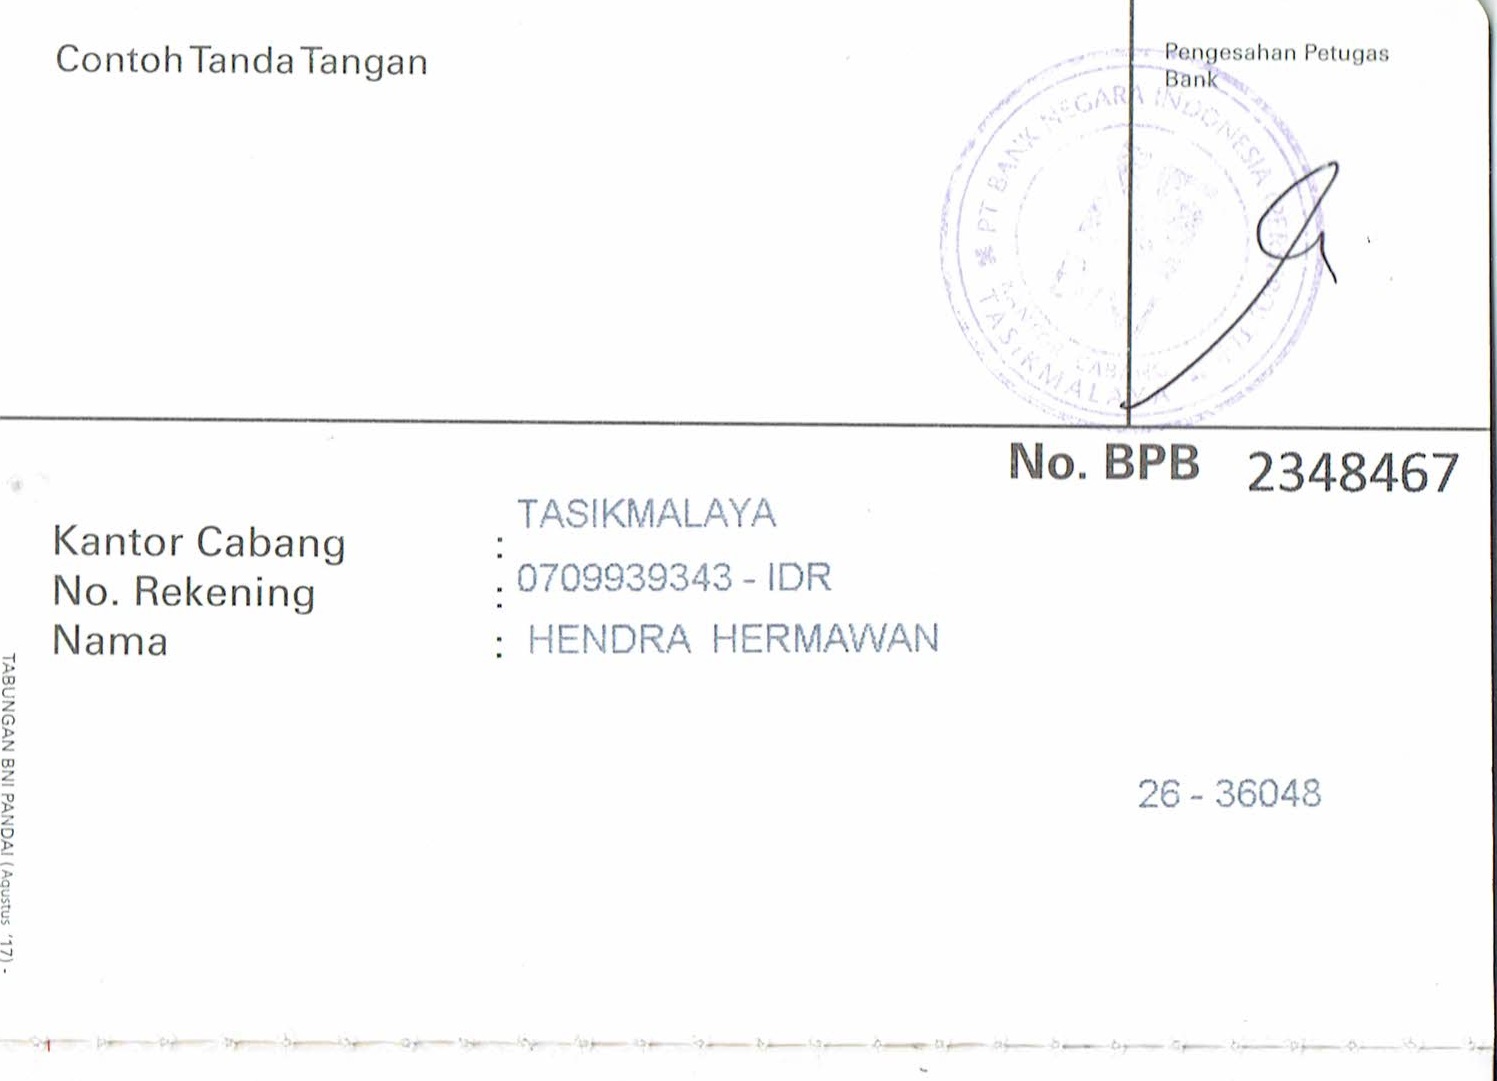 Contoh Tanda Tangan
Pengesahan Petugas
Bank
PT BANK NEGARA INDONESIA
KANTOR CABANG
TASIKMALAYA
No. BPB 2348467
Kantor Cabang : TASIKMALAYA
No. Rekening : 0709939343 - IDR
Nama : HENDRA HERMAWAN
26 - 36048
TABUNGAN BNI PANDAI (Agustus '17) -